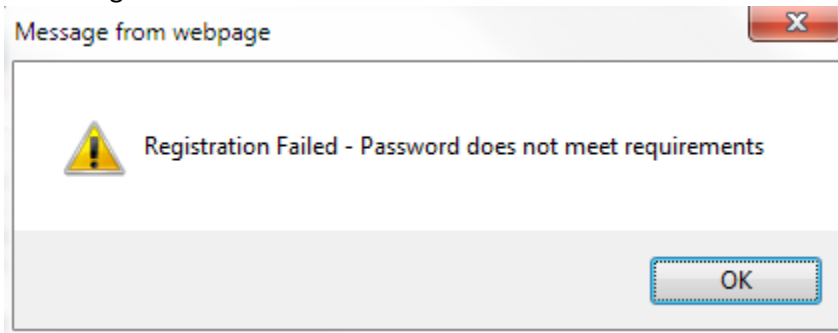 Message from webpage
Registration Failed - Password does not meet requirements
OK